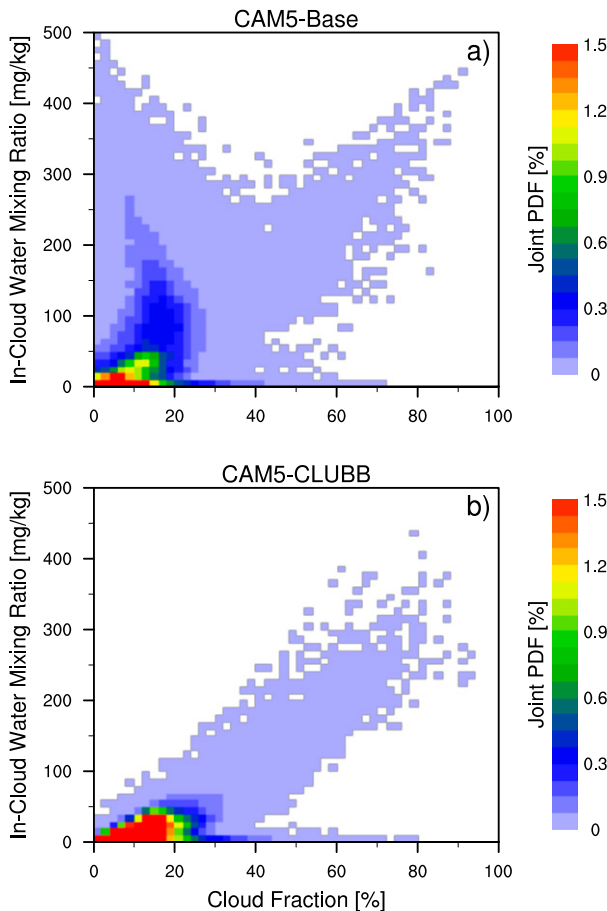 CAM5-Base
a)
In-Cloud Water Mixing Ratio [mg/kg]
500
400
300
200
100
0
0 20 40 60 80 100
Joint PDF [%]
1.5
1.2
0.9
0.6
0.3
0
CAM5-CLUBB
b)
In-Cloud Water Mixing Ratio [mg/kg]
500
400
300
200
100
0
0 20 40 60 80 100
Cloud Fraction [%]
Joint PDF [%]
1.5
1.2
0.9
0.6
0.3
0